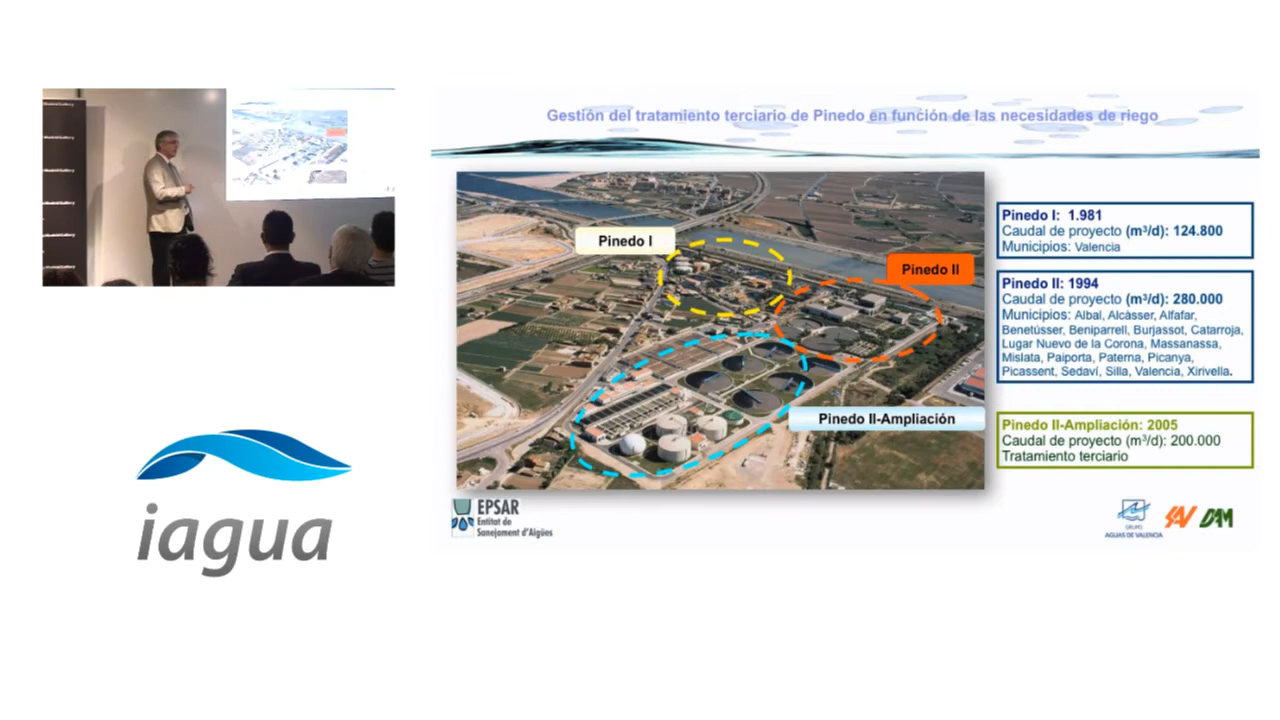 Gestión del tratamiento terciario de Pinedo en función de las necesidades de riego
Pinedo I
Pinedo II
Pinedo II-Ampliación
Pinedo I: 1.981
Caudal de proyecto (m³/d): 124.800
Municipios: Valencia
Pinedo II: 1994
Caudal de proyecto (m³/d): 280.000
Municipios: Albal, Alcàsser, Alfafar,
Benetússer, Beniparrell, Burjassot, Catarroja,
Lugar Nuevo de la Corona, Massanassa,
Mislata, Paiporta, Paterna, Picanya,
Picassent, Sedaví, Silla, Valencia, Xirivella.
Pinedo II-Ampliación: 2005
Caudal de proyecto (m³/d): 200.000
Tratamiento terciario
EPSAR
Entitat de
Sanejament d'Aigües
GRUPO
AGUAS DE VALENCIA
SAV
DAM
iagua